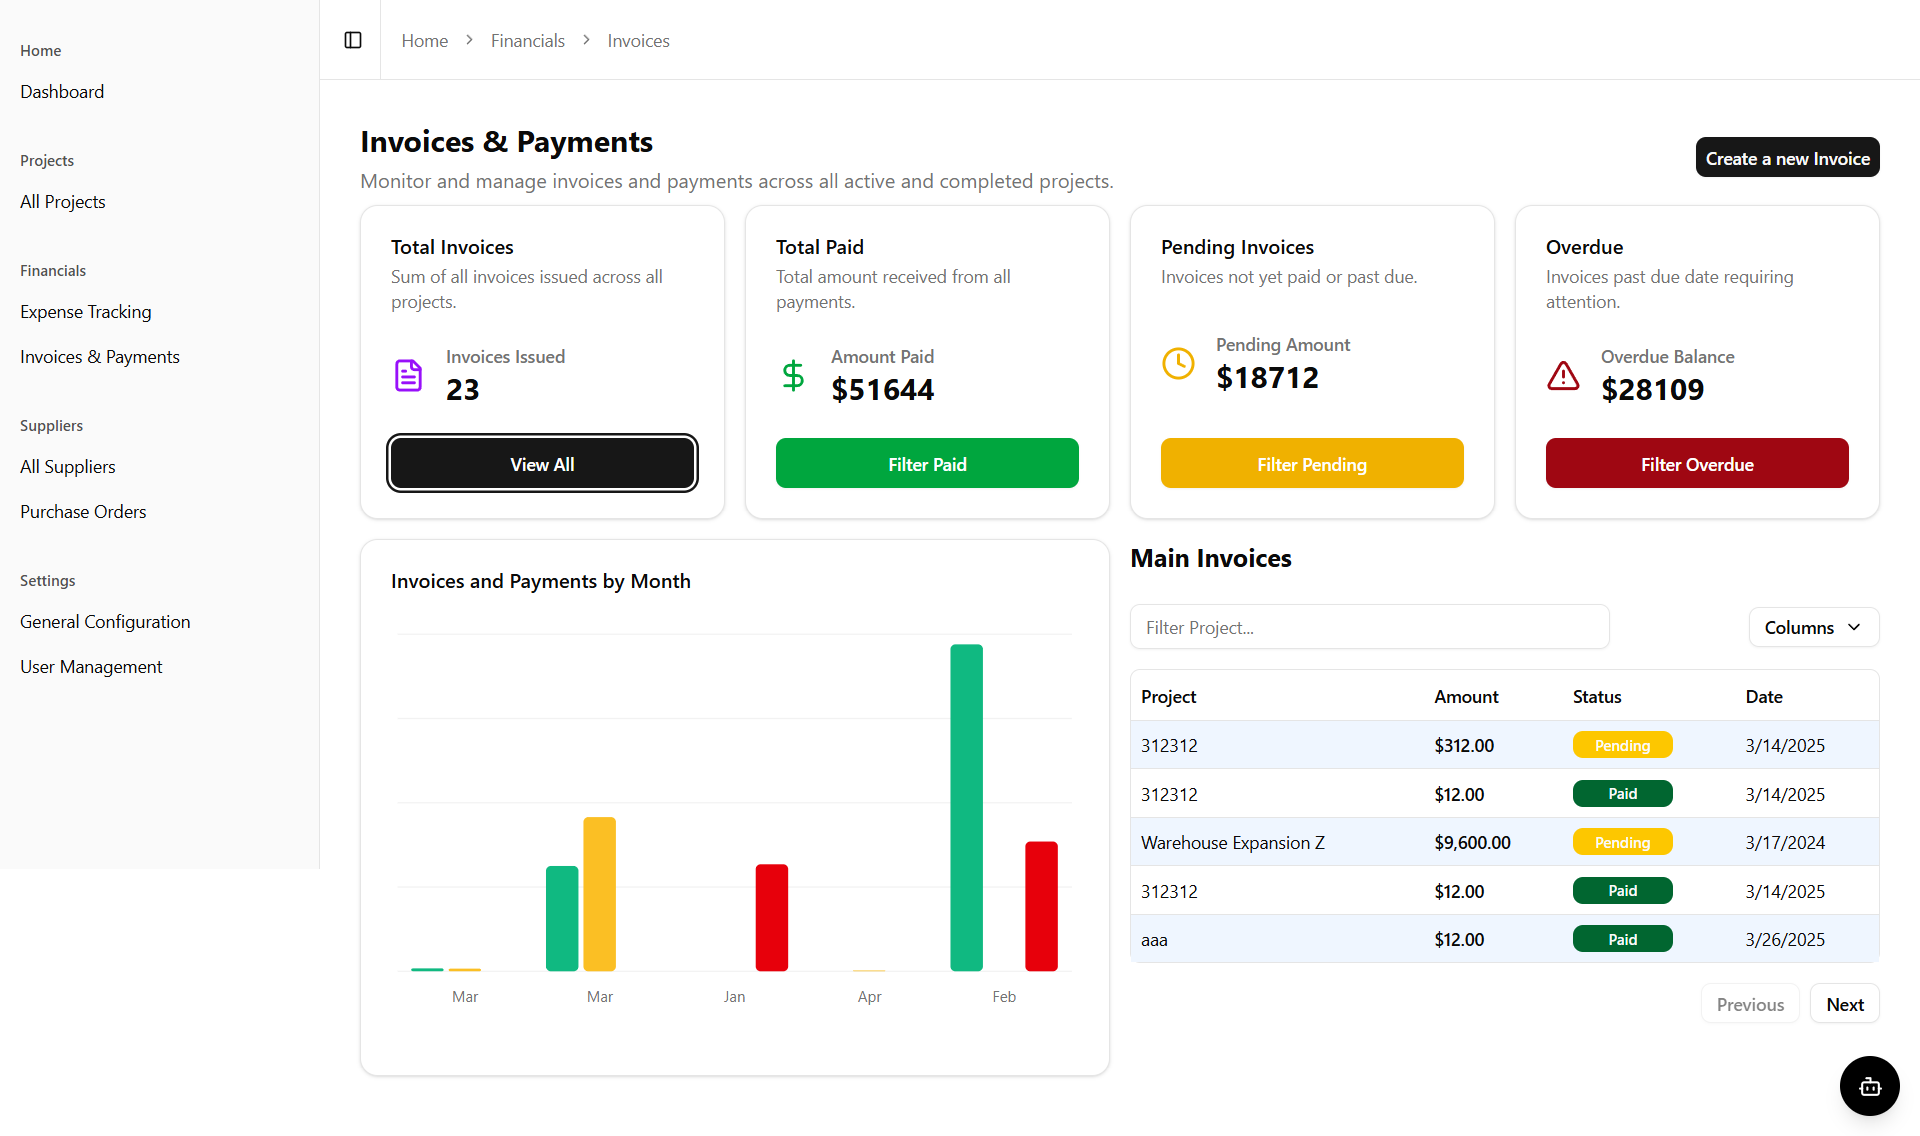 Home
Dashboard
Projects
All Projects
Financials
Expense Tracking
Invoices & Payments
Suppliers
All Suppliers
Purchase Orders
Settings
General Configuration
User Management
Home > Financials > Invoices
Invoices & Payments
Monitor and manage invoices and payments across all active and completed projects.
Create a new Invoice
Total Invoices
Sum of all invoices issued across all
projects.
Invoices Issued
23
View All
Total Paid
Total amount received from all
payments.
Amount Paid
$51644
Filter Paid
Pending Invoices
Invoices not yet paid or past due.
Pending Amount
$18712
Filter Pending
Overdue
Invoices past due date requiring
attention.
Overdue Balance
$28109
Filter Overdue
Invoices and Payments by Month
Mar Mar Jan Apr Feb
Main Invoices
Filter Project...
Columns
Project Amount Status Date
312312 $312.00 Pending 3/14/2025
312312 $12.00 Paid 3/14/2025
Warehouse Expansion Z $9,600.00 Pending 3/17/2024
312312 $12.00 Paid 3/14/2025
aaa $12.00 Paid 3/26/2025
Previous Next